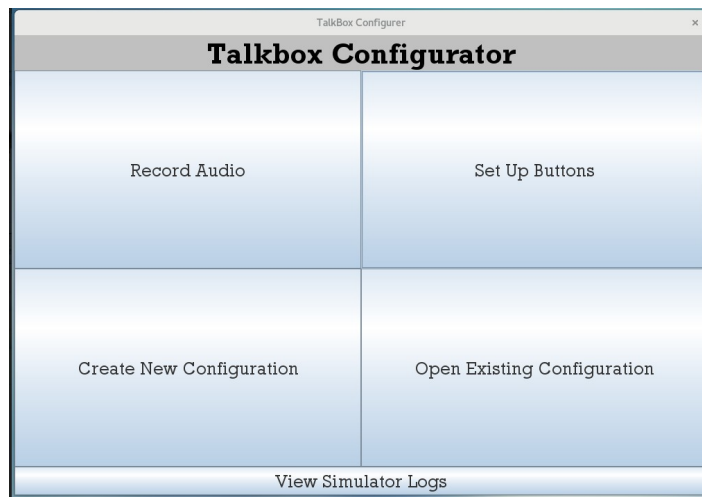 TalkBox Configurer
×
Talkbox Configurator
Record Audio
Set Up Buttons
Create New Configuration
Open Existing Configuration
View Simulator Logs